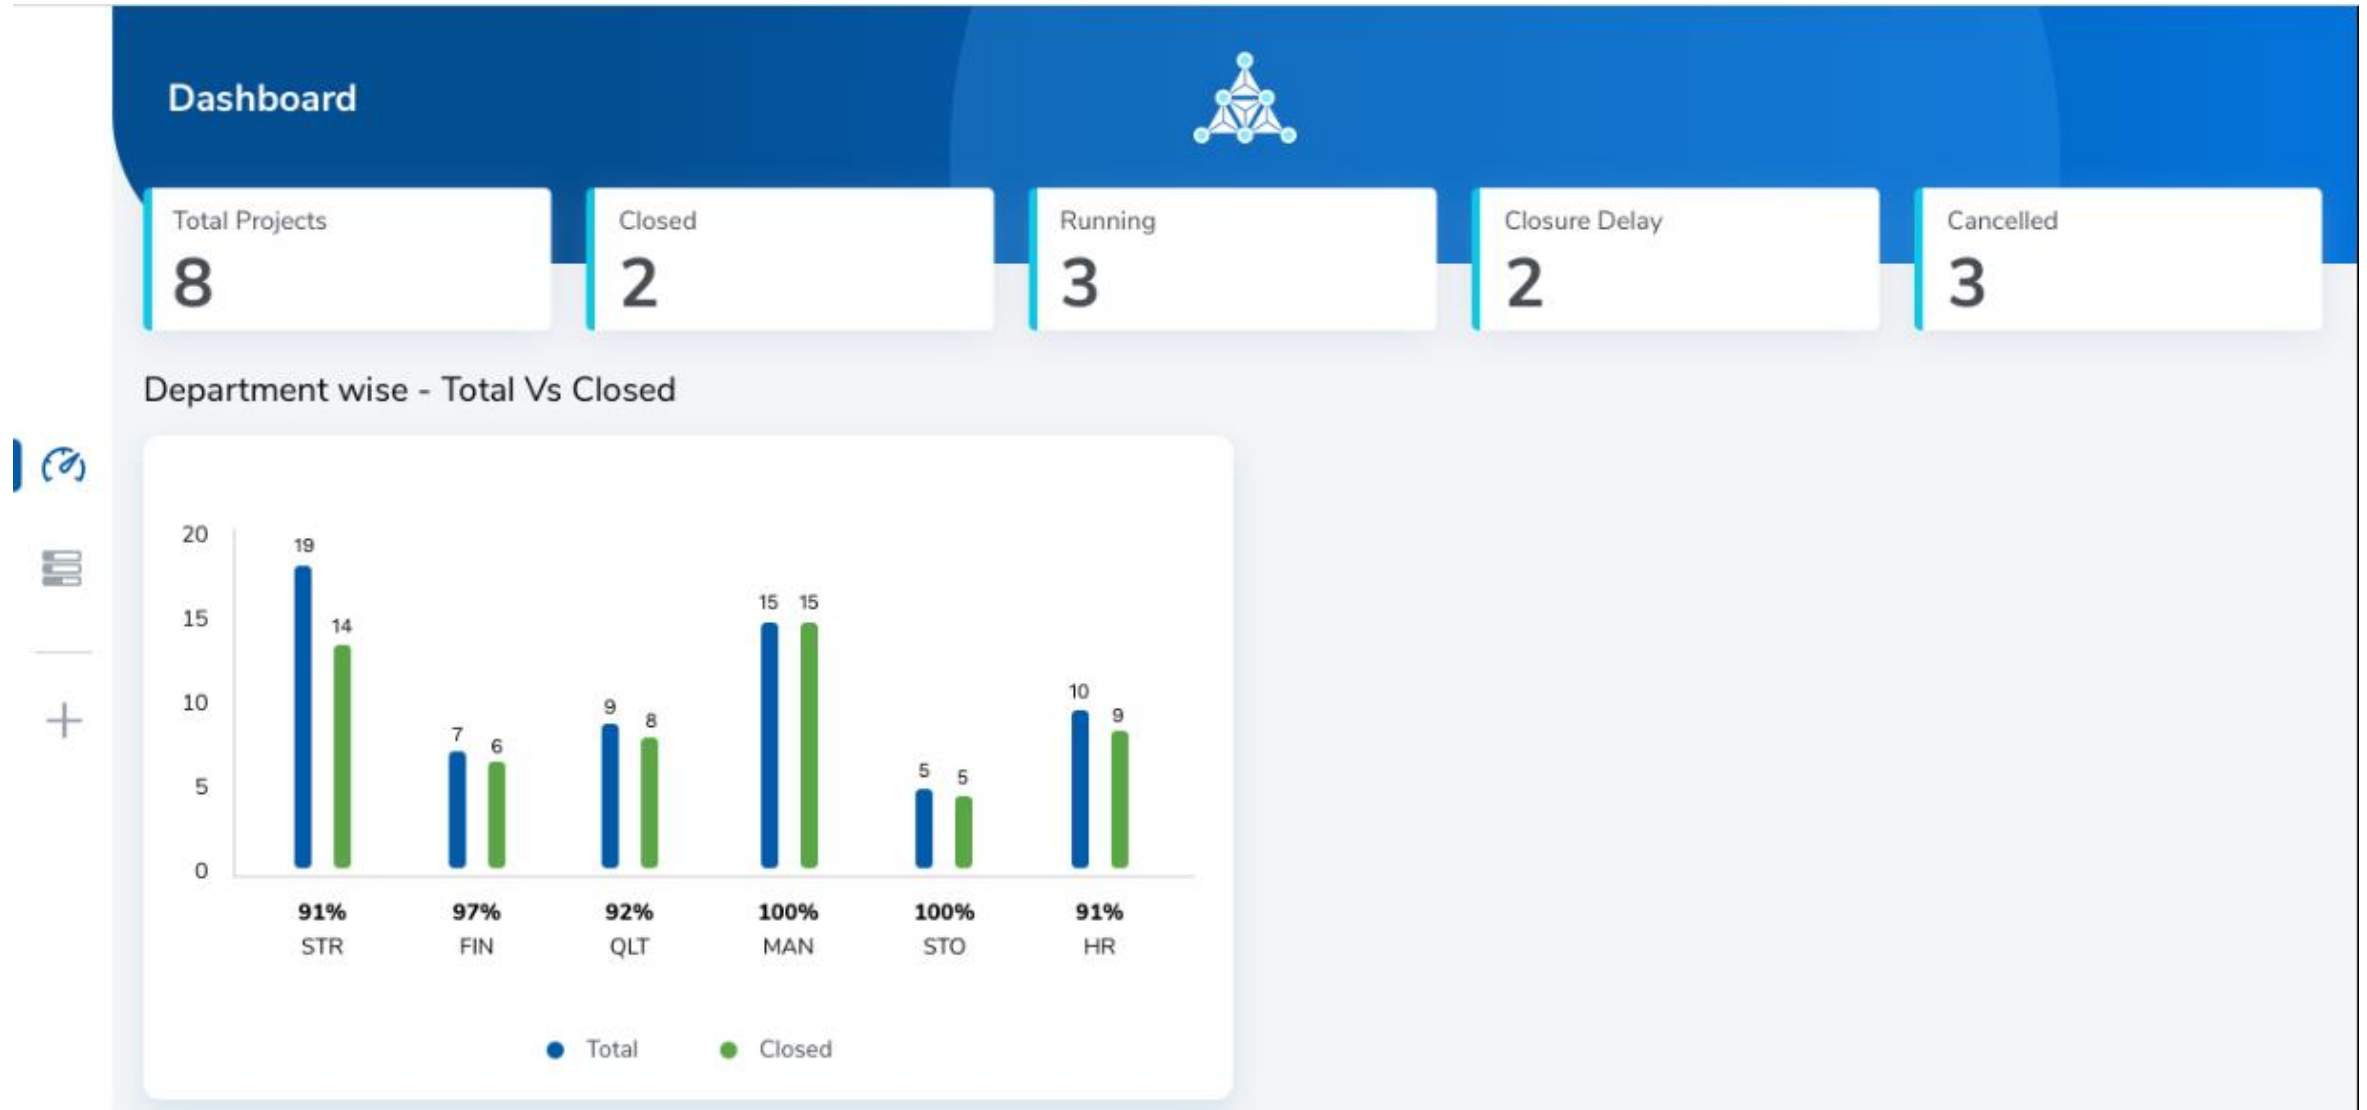 Dashboard
Total Projects
8
Closed
2
Running
3
Closure Delay
2
Cancelled
3
Department wise - Total Vs Closed
20
15
10
5
0
19
14
7
6
9
8
15
15
5
5
10
9
91%
97%
92%
100%
100%
91%
STR
FIN
QLT
MAN
STO
HR
Total
Closed